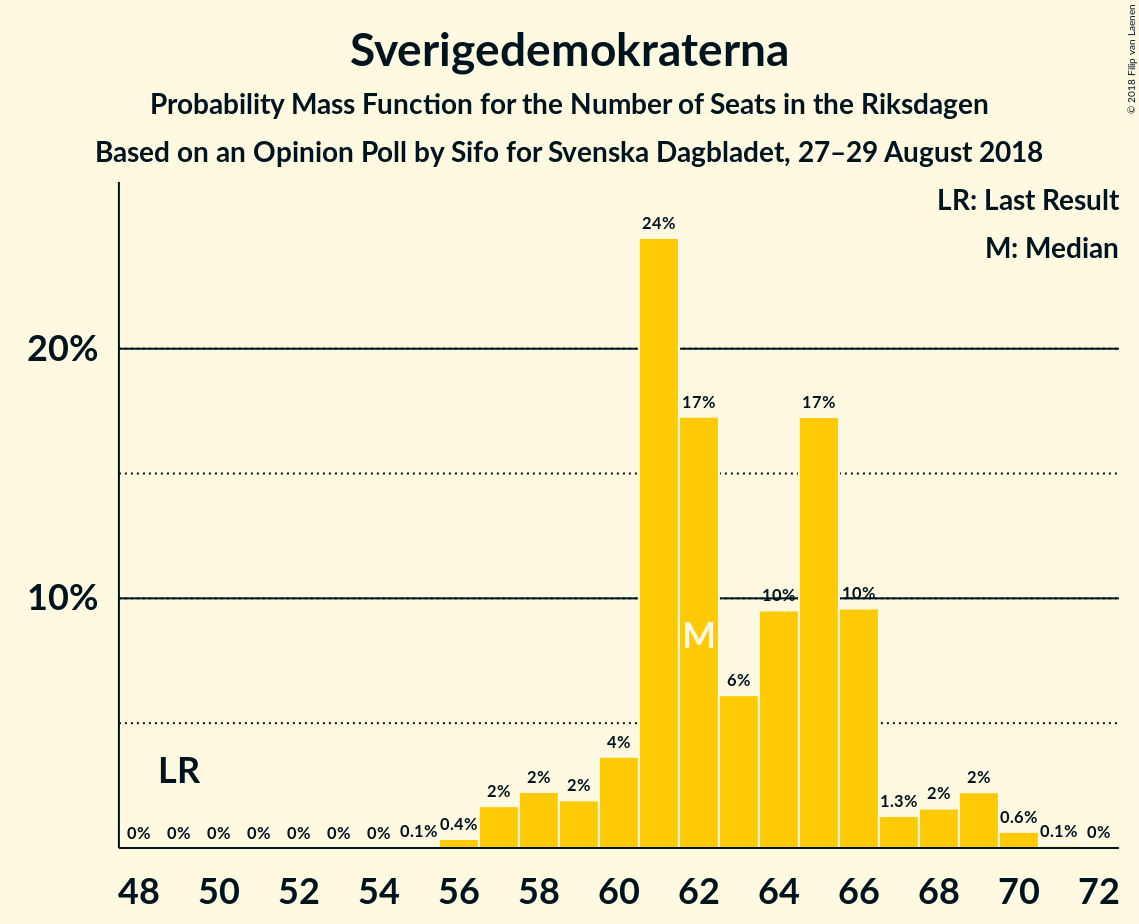 Sverigedemokraterna
Probability Mass Function for the Number of Seats in the Riksdagen
Based on an Opinion Poll by Sifo for Svenska Dagbladet, 27–29 August 2018
© 2018 Filip van Laenen
LR: Last Result
M: Median
20%
10%
LR
M
0% 0% 0% 0% 0% 0% 0% 0.1% 0.4% 2% 2% 2% 4% 24% 17% 6% 10% 17% 10% 1.3% 2% 2% 0.6% 0.1% 0%
48 50 52 54 56 58 60 62 64 66 68 70 72